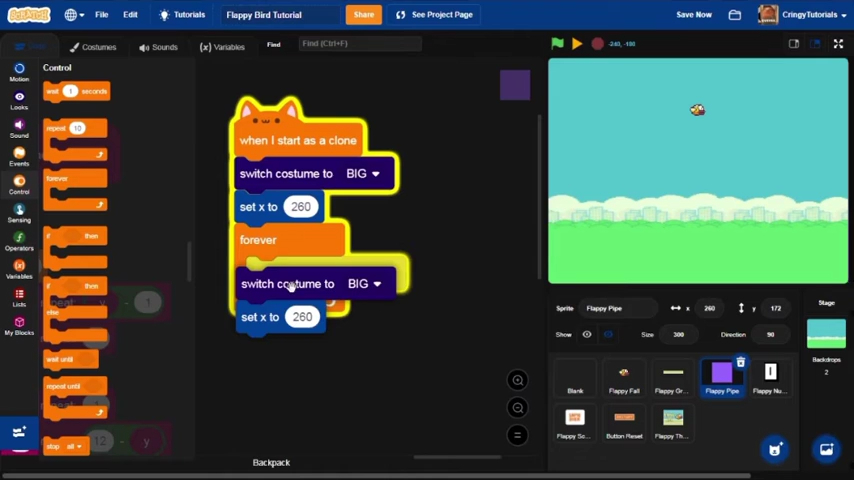 SCRATCH File Edit Tutorials Flappy Bird Tutorial Share See Project Page Save Now CringyTutorials
Costumes Sounds Variables Find Find (Ctrl+F) -240, -180
Control
Motion
Looks
Sound
Events
Control
Sensing
Operators
Variables
Lists
My Blocks
wait 1 seconds
repeat 10
forever
if then
if then
else
wait until
repeat until
stop all
repeat - 1
12 - y
when I start as a clone
switch costume to BIG
set x to 260
forever
switch costume to BIG
set x to 260
Backpack
Sprite Flappy Pipe x 260 y 172
Show Size 300 Direction 90
Blank Flappy Fall Flappy Gr... Flappy Pipe Flappy Nu...
Flappy Sc... Button Reset Flappy Th...
Stage
Backdrops
2